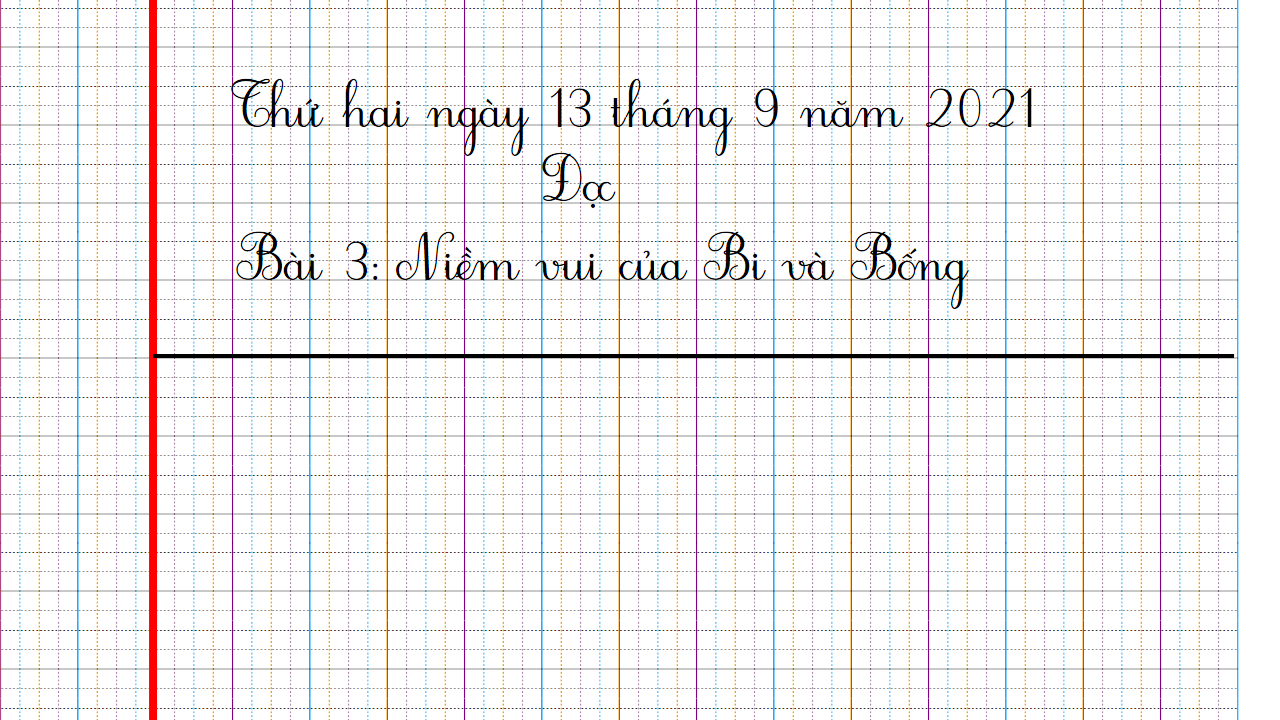 Thứ hai ngày 13 tháng 9 năm 2021
Đọc
Bài 3: Niềm vui của Bi và Bống